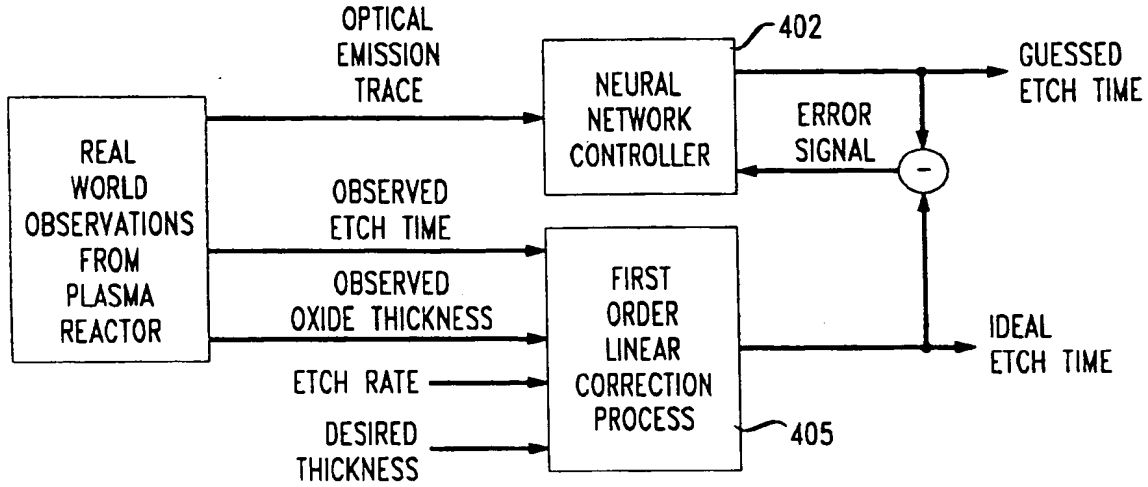 OPTICAL
EMISSION
TRACE
402
GUESSED
ETCH TIME
NEURAL
NETWORK
CONTROLLER
ERROR
SIGNAL
-
REAL
WORLD
OBSERVATIONS
FROM
PLASMA
REACTOR
OBSERVED
ETCH TIME
OBSERVED
OXIDE THICKNESS
ETCH RATE
DESIRED
THICKNESS
FIRST
ORDER
LINEAR
CORRECTION
PROCESS
405
IDEAL
ETCH TIME